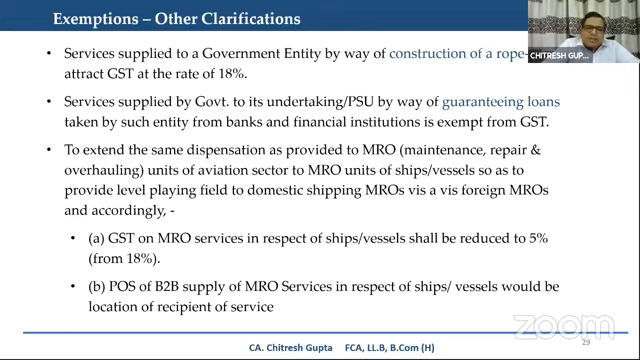 Exemptions – Other Clarifications
CHITRESH GUP...
• Services supplied to a Government Entity by way of construction of a rope-
attract GST at the rate of 18%.
• Services supplied by Govt. to its undertaking/PSU by way of guaranteeing loans
taken by such entity from banks and financial institutions is exempt from GST.
• To extend the same dispensation as provided to MRO (maintenance, repair &
overhauling) units of aviation sector to MRO units of ships/vessels so as to
provide level playing field to domestic shipping MROs vis a vis foreign MROs
and accordingly, -
• (a) GST on MRO services in respect of ships/vessels shall be reduced to 5%
(from 18%).
• (b) POS of B2B supply of MRO Services in respect of ships/ vessels would be
location of recipient of service
zoom
29
CA. Chitresh Gupta FCA, LL.B, B.Com (H)